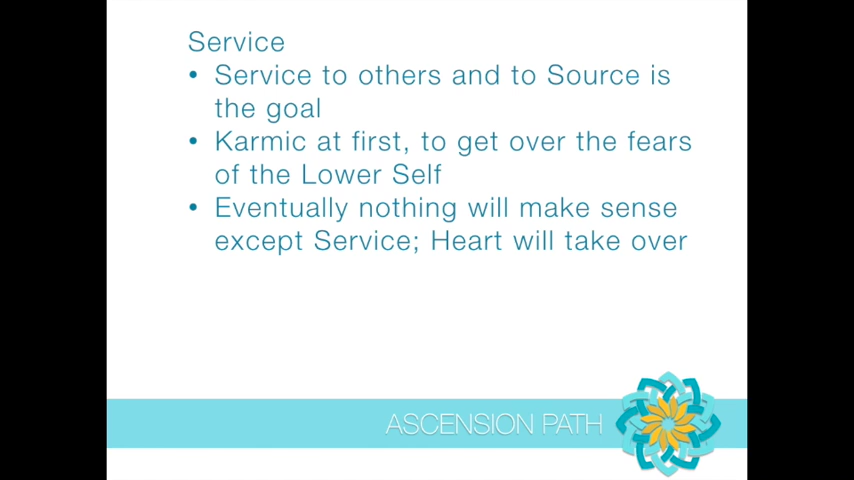 Service
• Service to others and to Source is
the goal
• Karmic at first, to get over the fears
of the Lower Self
• Eventually nothing will make sense
except Service; Heart will take over
ASCENSION PATH